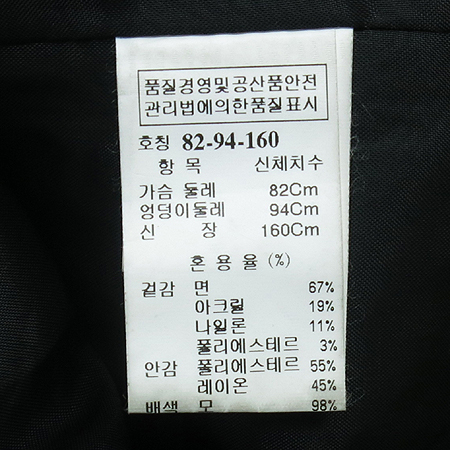 품질경영및공산품안전
관리법에의한품질표시
호칭 82-94-160
항 목 신체치수
가슴 둘레 82Cm
엉덩이둘레 94Cm
신 장 160Cm
혼 용 율 (%)
겉감 면 67%
아크릴 19%
나일론 11%
폴리에스테르 3%
안감 폴리에스테르 55%
레이온 45%
배색 모 98%